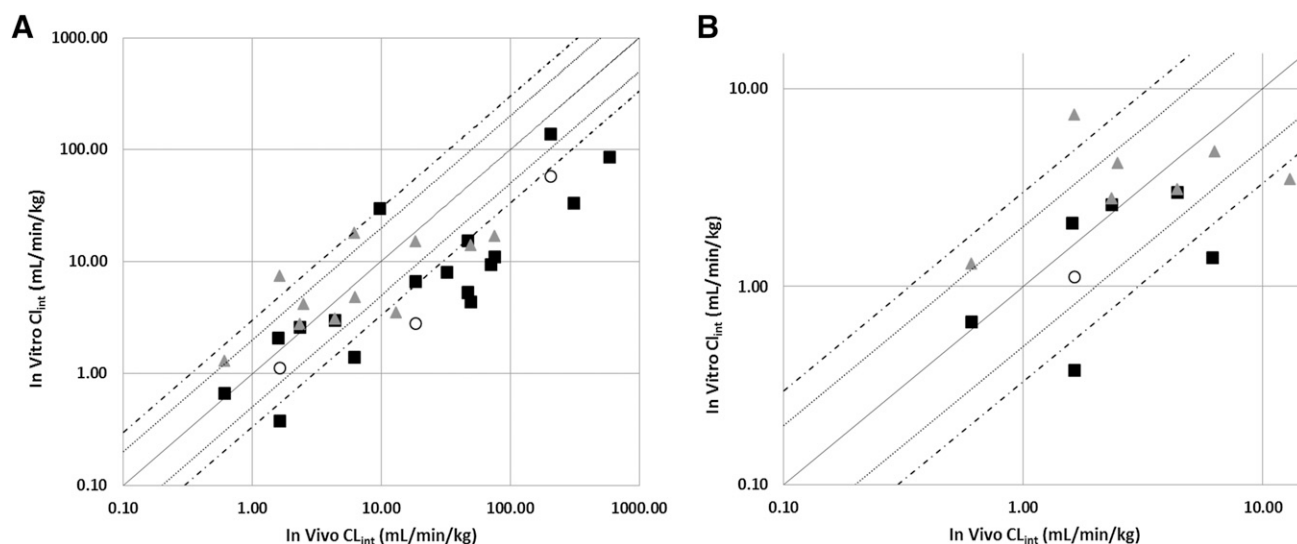 A
1000.00
100.00
10.00
1.00
0.10
0.10 1.00 10.00 100.00 1000.00
In Vitro Cl_int (mL/min/kg)
In Vivo CL_int (mL/min/kg)
B
10.00
1.00
0.10
0.10 1.00 10.00
In Vitro Cl_int (mL/min/kg)
In Vivo CL_int (mL/min/kg)